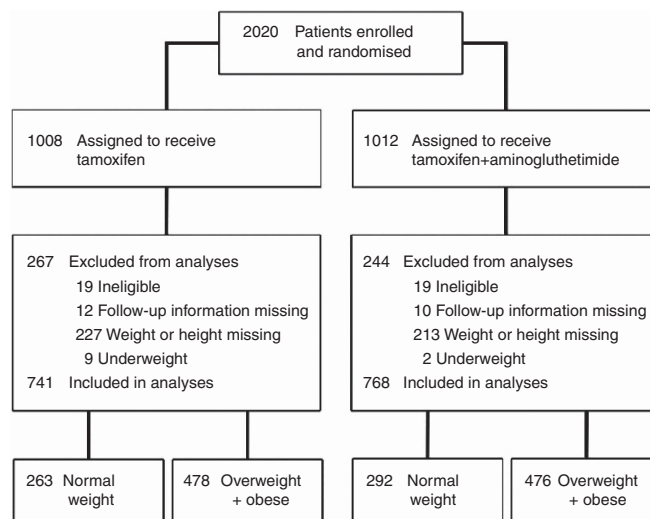 2020 Patients enrolled
and randomised
1008 Assigned to receive
tamoxifen
1012 Assigned to receive
tamoxifen+aminogluthetimide
267 Excluded from analyses
19 Ineligible
12 Follow-up information missing
227 Weight or height missing
9 Underweight
741 Included in analyses
244 Excluded from analyses
19 Ineligible
10 Follow-up information missing
213 Weight or height missing
2 Underweight
768 Included in analyses
263 Normal
weight
478 Overweight
+ obese
292 Normal
weight
476 Overweight
+ obese